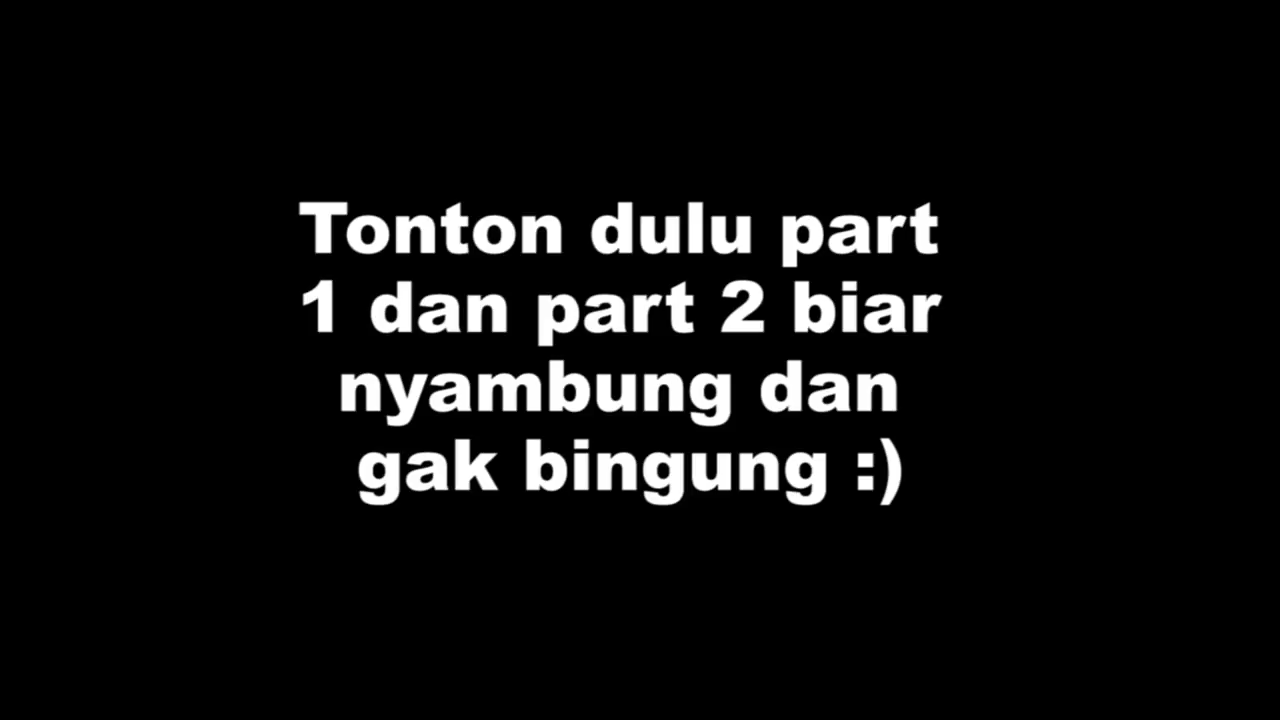 Tonton dulu part
1 dan part 2 biar
nyambung dan
gak bingung :)